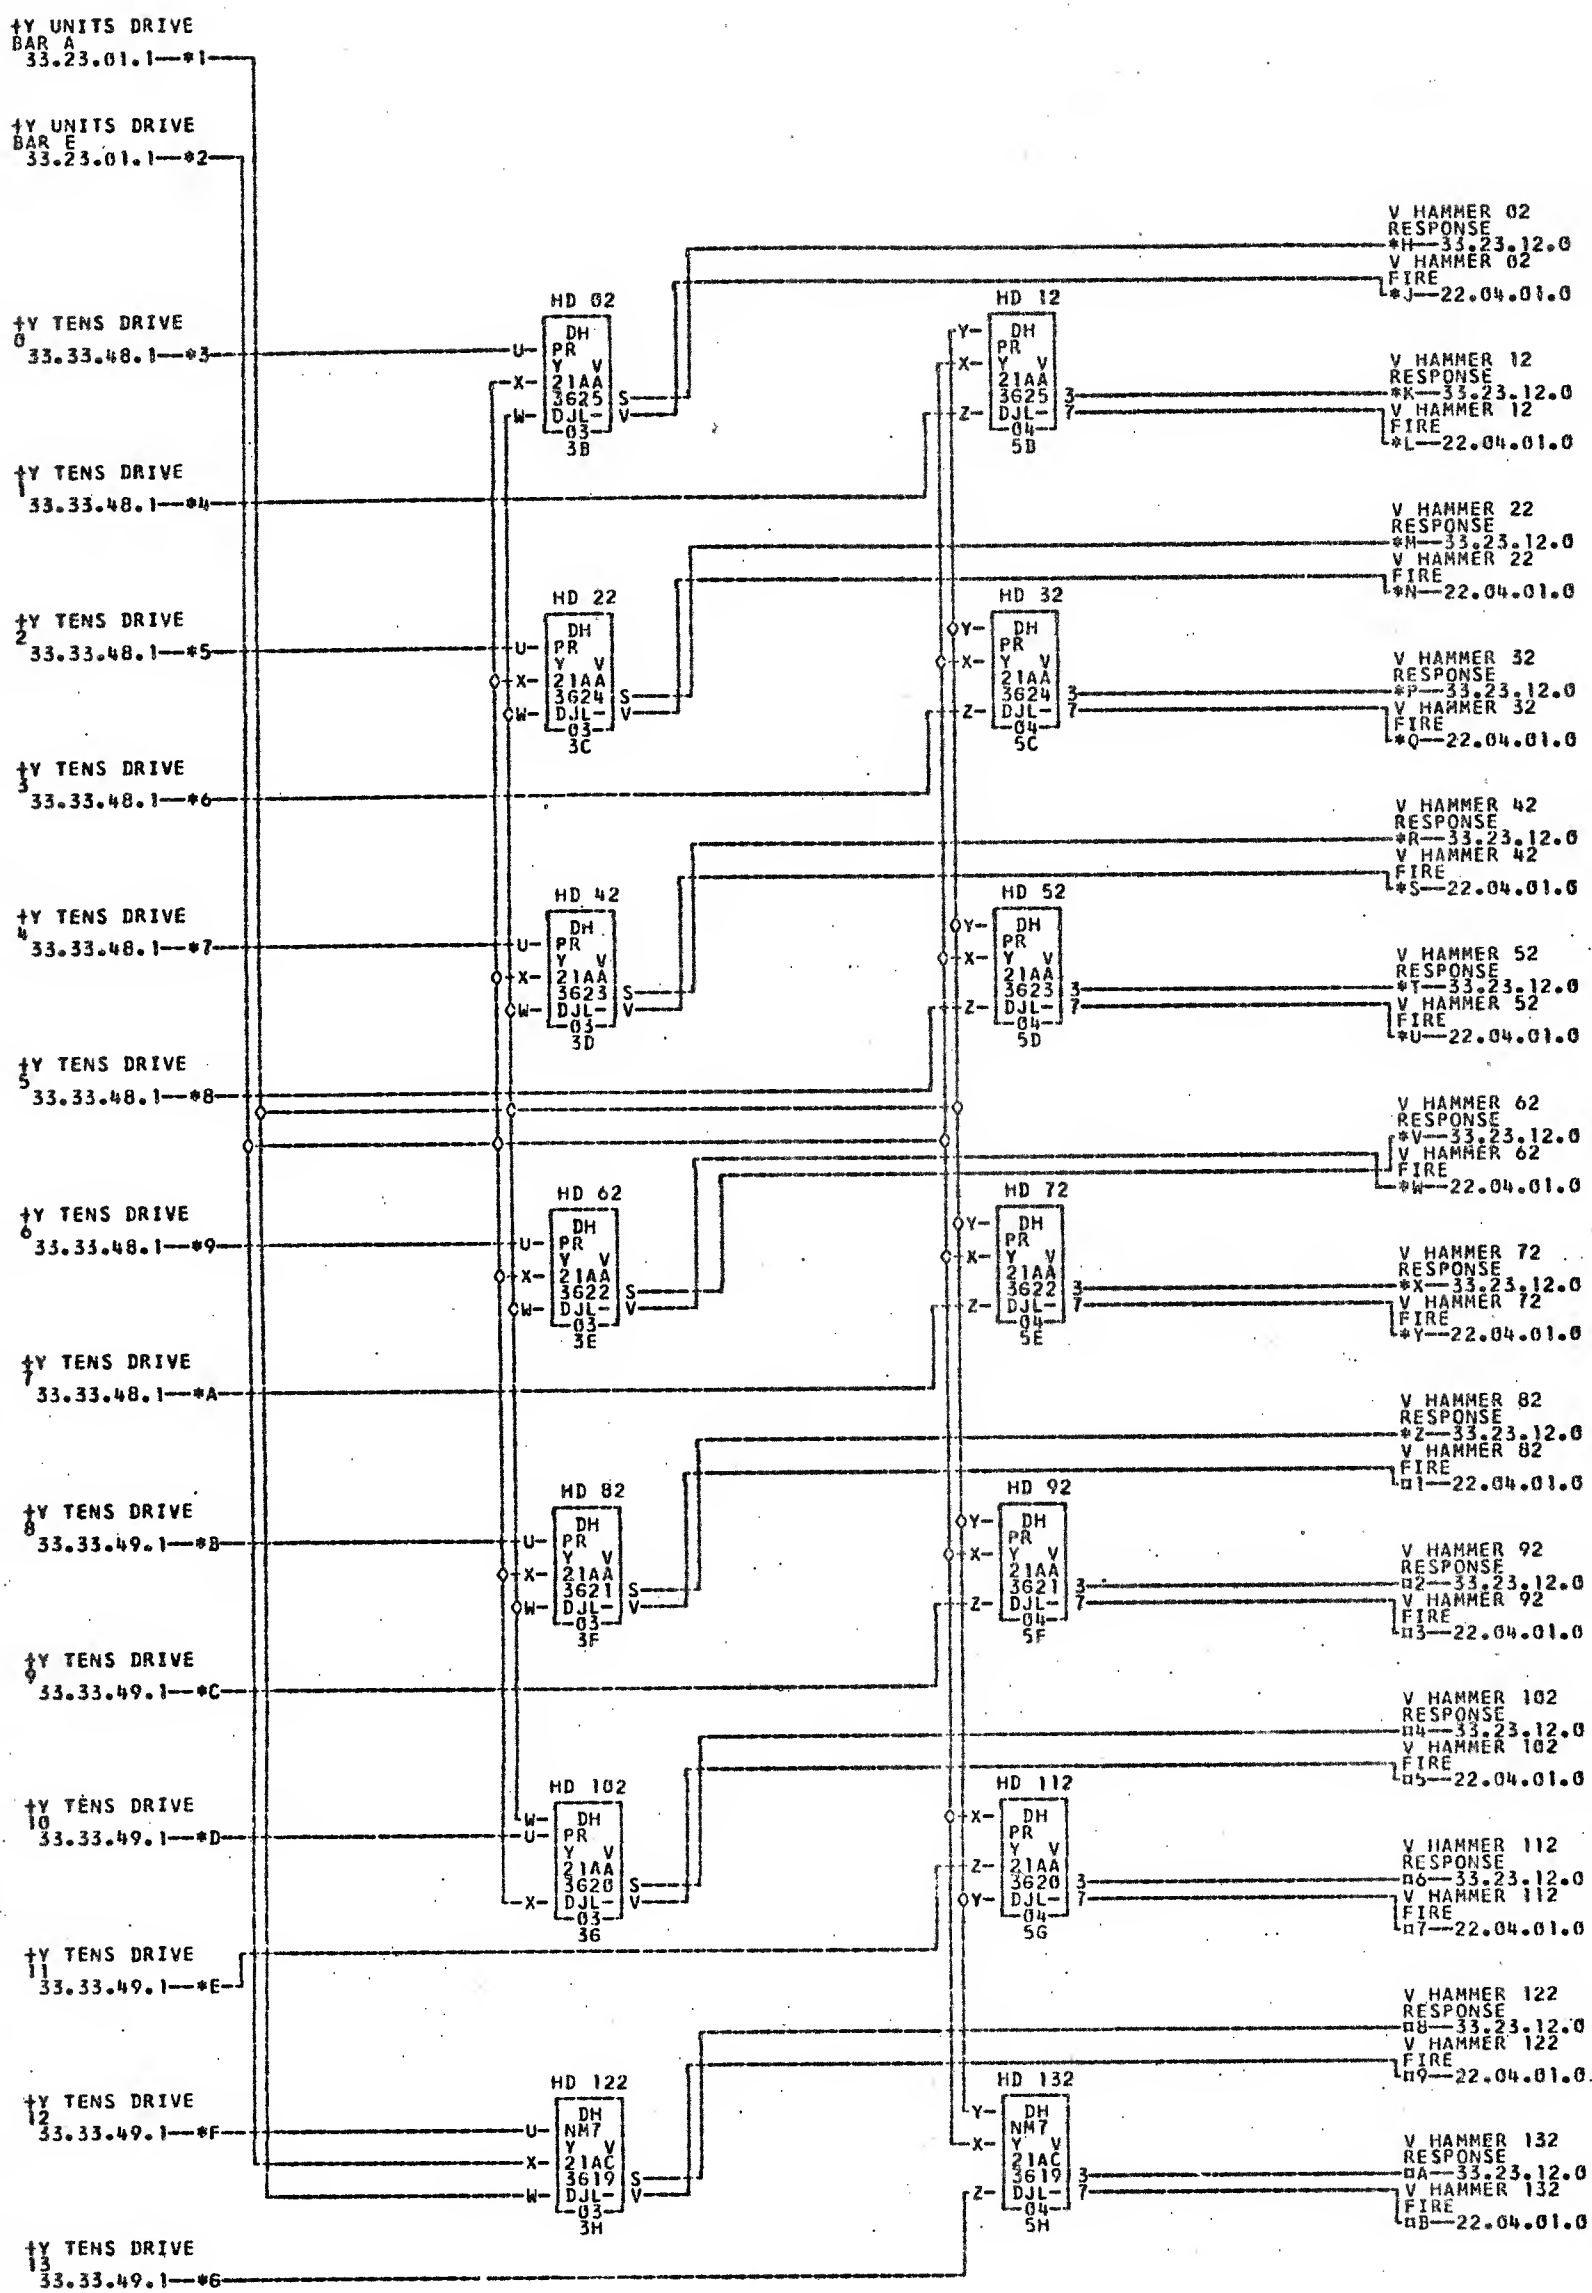 +Y UNITS DRIVE
BAR A
33.23.01.1—*1
+Y UNITS DRIVE
BAR E
33.23.01.1—*2
+Y TENS DRIVE
0
33.33.48.1—*3
+Y TENS DRIVE
1
33.33.48.1—*4
+Y TENS DRIVE
2
33.33.48.1—*5
+Y TENS DRIVE
3
33.33.48.1—*6
+Y TENS DRIVE
4
33.33.48.1—*7
+Y TENS DRIVE
5
33.33.48.1—*8
+Y TENS DRIVE
6
33.33.48.1—*9
+Y TENS DRIVE
7
33.33.48.1—*A
+Y TENS DRIVE
8
33.33.49.1—*B
+Y TENS DRIVE
9
33.33.49.1—*C
+Y TENS DRIVE
10
33.33.49.1—*D
+Y TENS DRIVE
11
33.33.49.1—*E
+Y TENS DRIVE
12
33.33.49.1—*F
+Y TENS DRIVE
13
33.33.49.1—*G
HD 02
DH
U- PR
Y V
X- 21AA
3625 S
W- DJL- V
-03-
3B
HD 22
DH
U- PR
Y V
X- 21AA
3624 S
W- DJL- V
-03-
3C
HD 42
DH
U- PR
Y V
X- 21AA
3623 S
W- DJL- V
-03-
3D
HD 62
DH
U- PR
Y V
X- 21AA
3622 S
W- DJL- V
-03-
3E
HD 82
DH
U- PR
Y V
X- 21AA
3621 S
W- DJL- V
-03-
3F
HD 102
W- DH
U- PR
Y V
21AA
3620 S
X- DJL- V
-03-
3G
HD 122
DH
U- NM7
Y V
X- 21AC
3619 S
W- DJL- V
-03-
3H
HD 12
Y- DH
PR
X- Y V
21AA
3625 3
Z- DJL- 7
-04-
5B
HD 32
Y- DH
PR
X- Y V
21AA
3624 3
Z- DJL- 7
-04-
5C
HD 52
Y- DH
PR
X- Y V
21AA
3623 3
Z- DJL- 7
-04-
5D
HD 72
Y- DH
PR
X- Y V
21AA
3622 3
Z- DJL- 7
-04-
5E
HD 92
Y- DH
PR
X- Y V
21AA
3621 3
Z- DJL- 7
-04-
5F
HD 112
X- DH
PR
Y V
Z- 21AA
3620 3
Y- DJL- 7
-04-
5G
HD 132
Y- DH
NM7
X- Y V
21AC
3619 3
Z- DJL- 7
-04-
5H
V HAMMER 02
RESPONSE
*H—33.23.12.0
V HAMMER 02
FIRE
*J—22.04.01.0
V HAMMER 12
RESPONSE
*K—33.23.12.0
V HAMMER 12
FIRE
*L—22.04.01.0
V HAMMER 22
RESPONSE
*M—33.23.12.0
V HAMMER 22
FIRE
*N—22.04.01.0
V HAMMER 32
RESPONSE
*P—33.23.12.0
V HAMMER 32
FIRE
*Q—22.04.01.0
V HAMMER 42
RESPONSE
*R—33.23.12.0
V HAMMER 42
FIRE
*S—22.04.01.0
V HAMMER 52
RESPONSE
*T—33.23.12.0
V HAMMER 52
FIRE
*U—22.04.01.0
V HAMMER 62
RESPONSE
*V—33.23.12.0
V HAMMER 62
FIRE
*W—22.04.01.0
V HAMMER 72
RESPONSE
*X—33.23.12.0
V HAMMER 72
FIRE
*Y—22.04.01.0
V HAMMER 82
RESPONSE
*Z—33.23.12.0
V HAMMER 82
FIRE
¤1—22.04.01.0
V HAMMER 92
RESPONSE
¤2—33.23.12.0
V HAMMER 92
FIRE
¤3—22.04.01.0
V HAMMER 102
RESPONSE
¤4—33.23.12.0
V HAMMER 102
FIRE
¤5—22.04.01.0
V HAMMER 112
RESPONSE
¤6—33.23.12.0
V HAMMER 112
FIRE
¤7—22.04.01.0
V HAMMER 122
RESPONSE
¤8—33.23.12.0
V HAMMER 122
FIRE
¤9—22.04.01.0
V HAMMER 132
RESPONSE
¤A—33.23.12.0
V HAMMER 132
FIRE
¤B—22.04.01.0